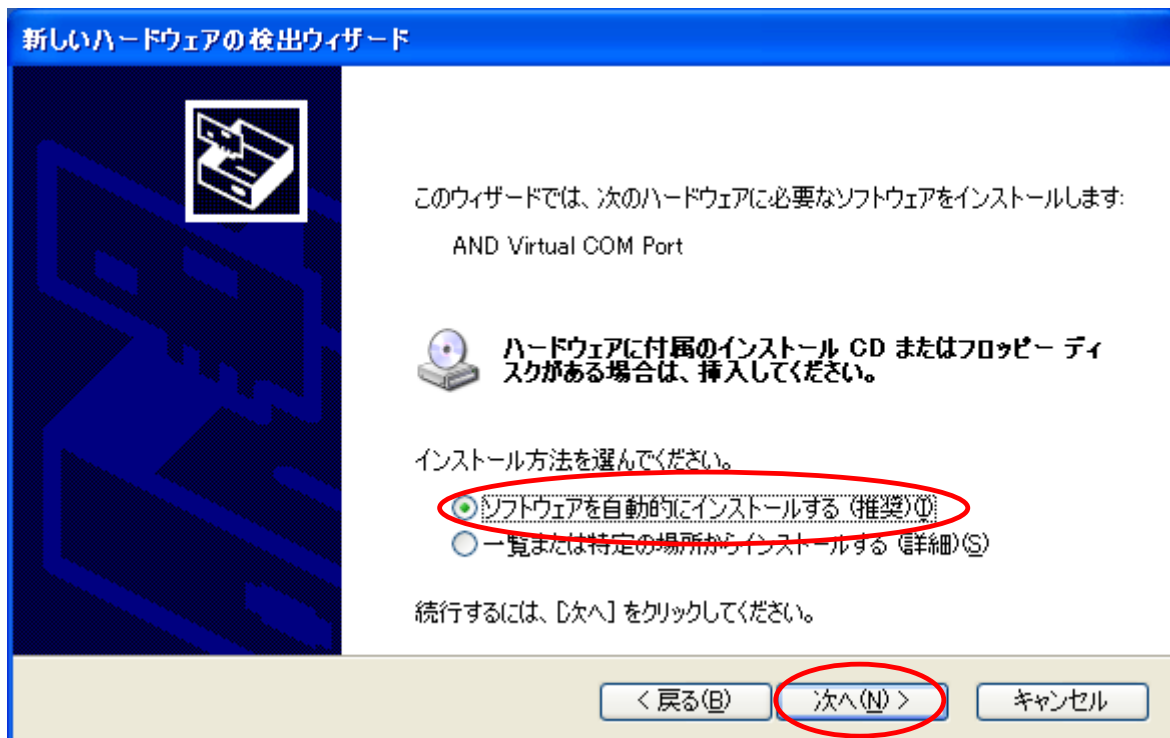 新しいハードウェアの検出ウィザード
このウィザードでは、次のハードウェアに必要なソフトウェアをインストールします:
AND Virtual COM Port
ハードウェアに付属のインストール CD またはフロッピー ディ
スクがある場合は、挿入してください。
インストール方法を選んでください。
ソフトウェアを自動的にインストールする (推奨)(I)
一覧または特定の場所からインストールする (詳細)(S)
続行するには、[次へ] をクリックしてください。
< 戻る(B) 次へ(N) > キャンセル